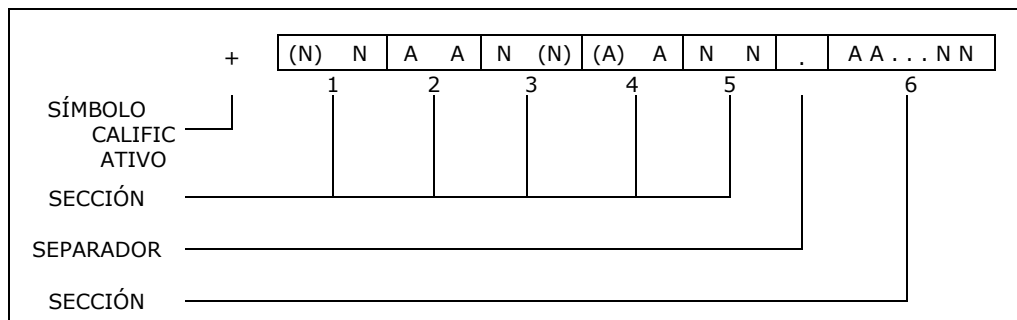 + (N) N A A N (N) (A) A N N . A A . . . N N
1 2 3 4 5 6
SÍMBOLO
CALIFIC
ATIVO
SECCIÓN
SEPARADOR
SECCIÓN